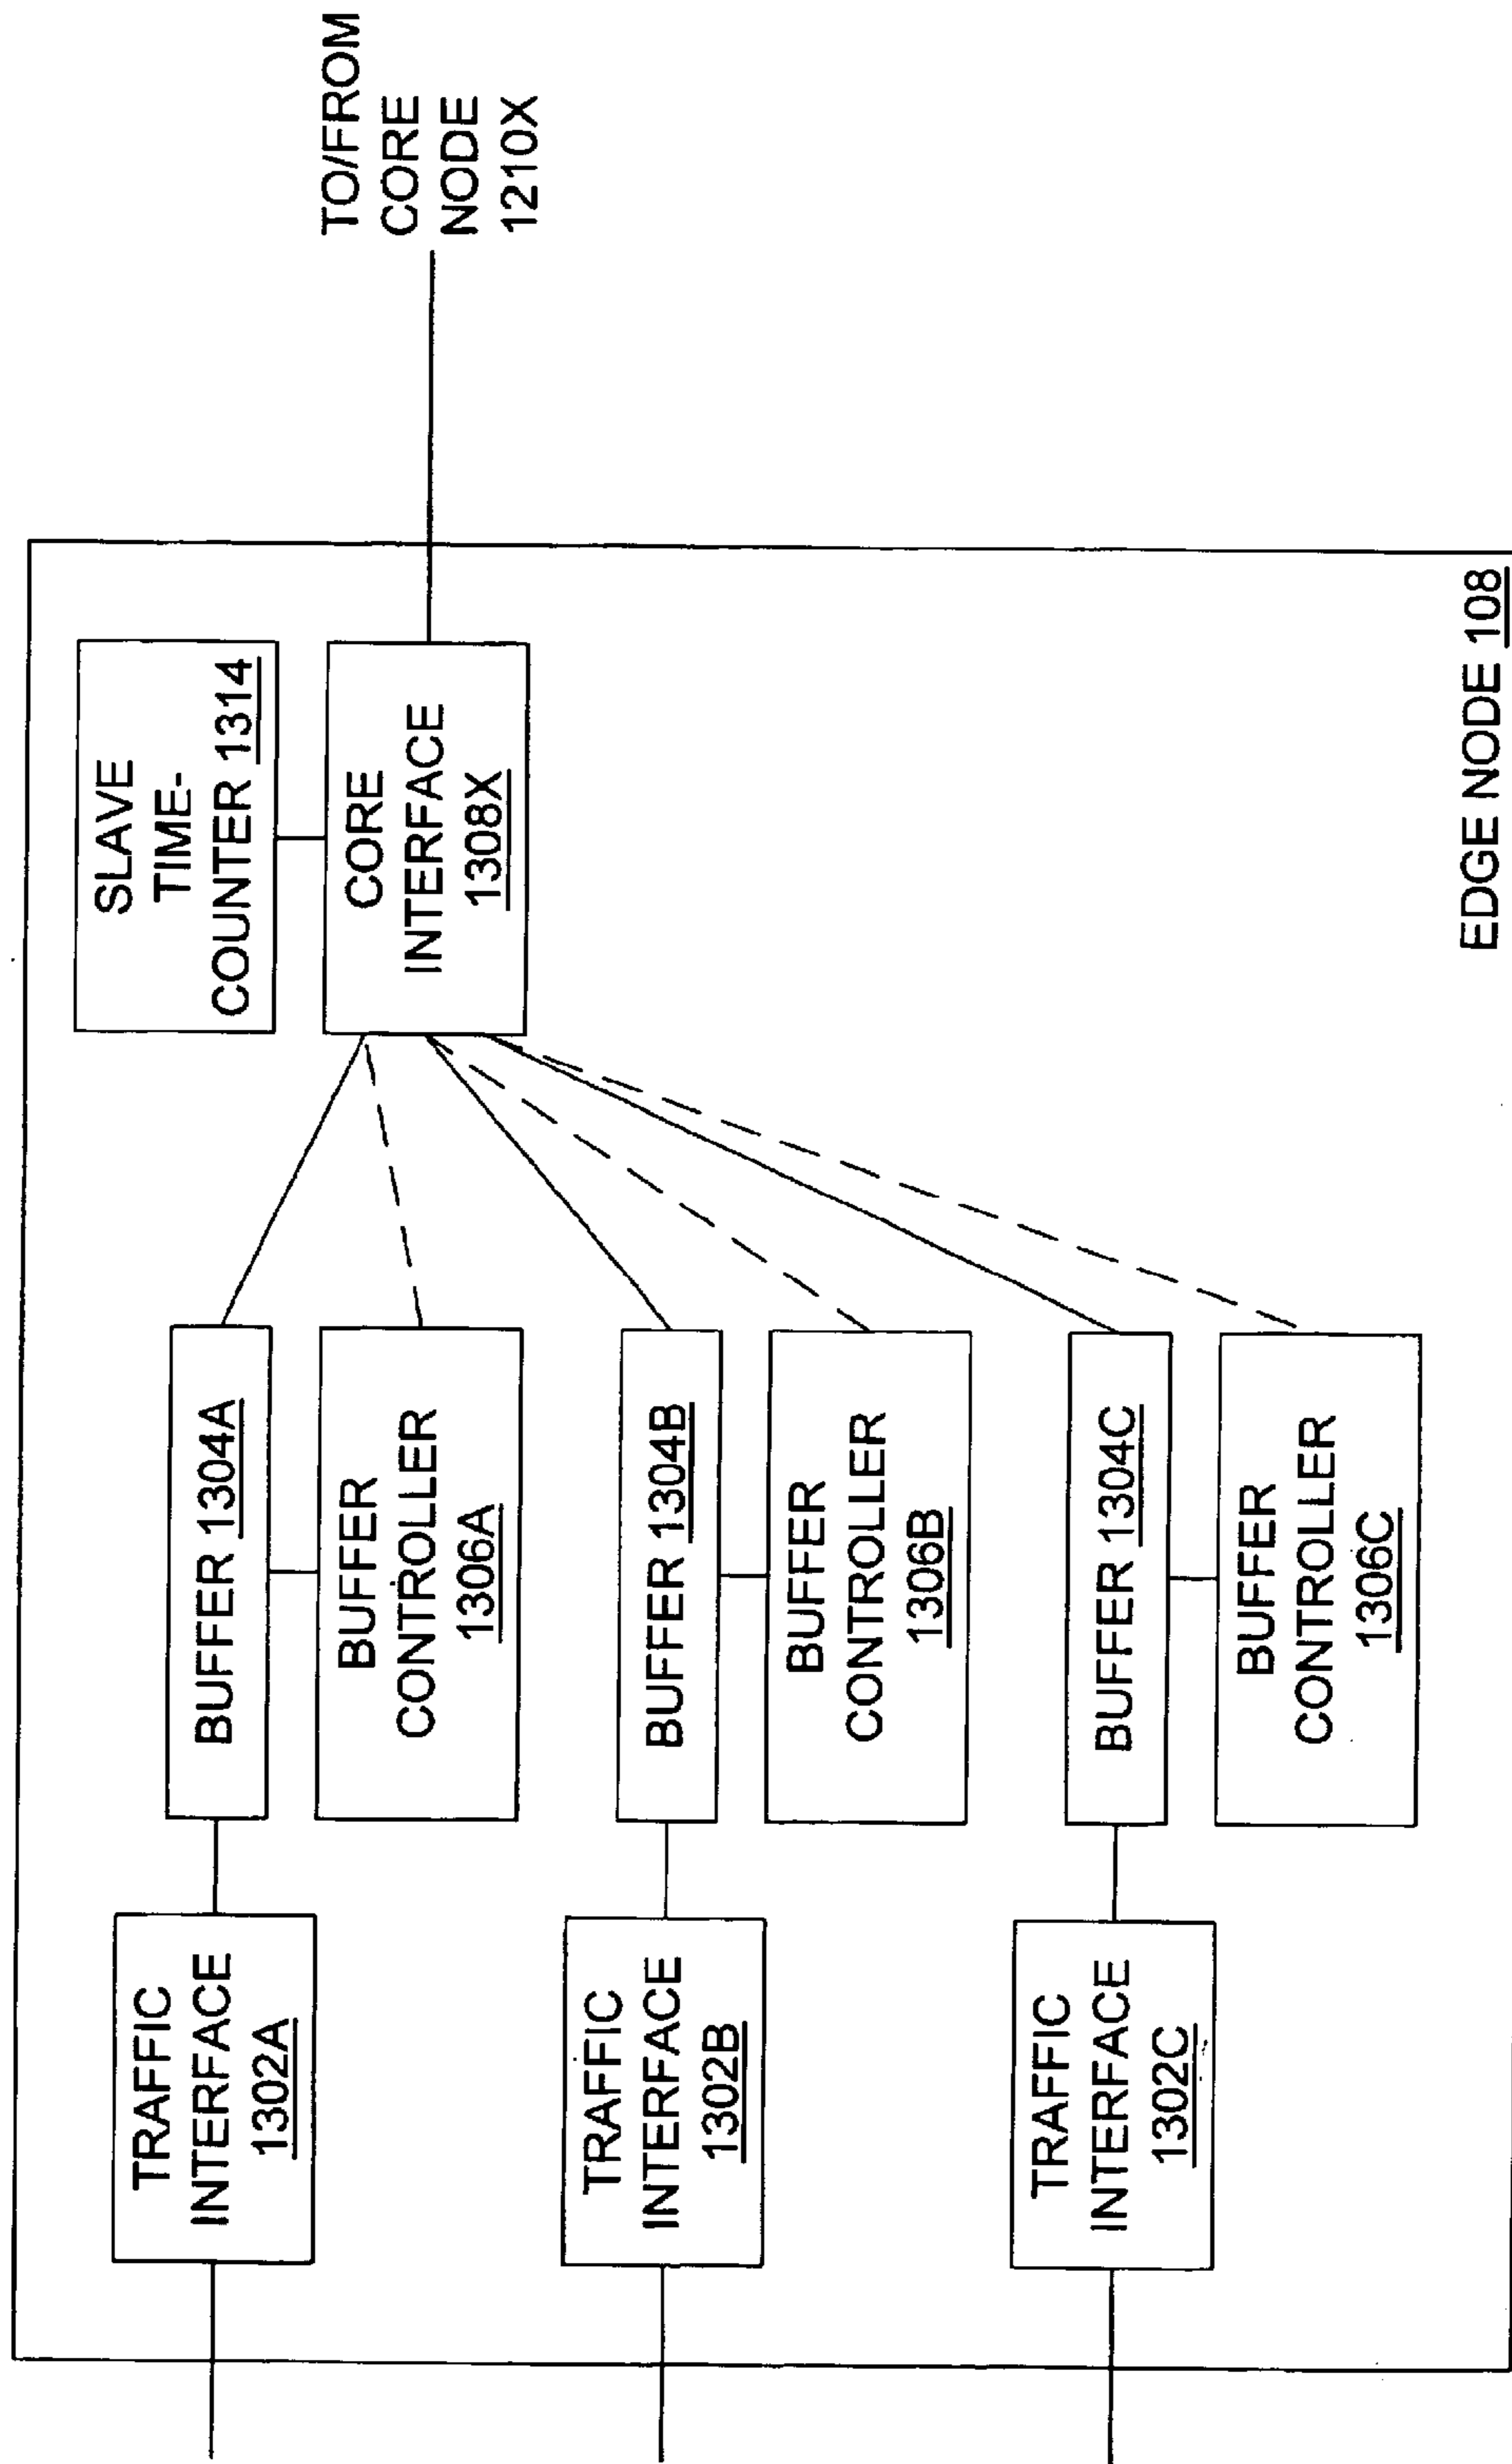 TRAFFIC
INTERFACE
1302A
BUFFER 1304A
BUFFER
CONTROLLER
1306A
SLAVE
TIME-
COUNTER 1314
CORE
INTERFACE
1308X
TO/FROM
CORE
NODE
1210X
TRAFFIC
INTERFACE
1302B
BUFFER 1304B
BUFFER
CONTROLLER
1306B
TRAFFIC
INTERFACE
1302C
BUFFER 1304C
BUFFER
CONTROLLER
1306C
EDGE NODE 108